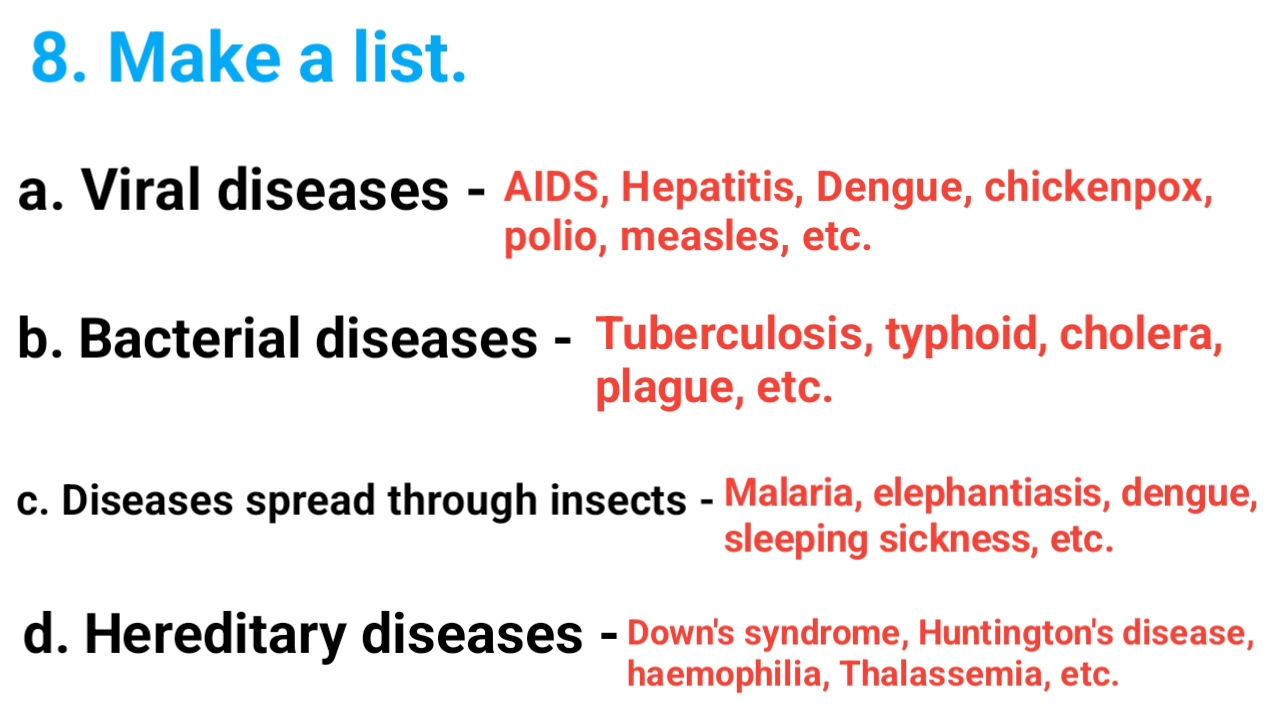 8. Make a list.
a. Viral diseases - AIDS, Hepatitis, Dengue, chickenpox,
polio, measles, etc.
b. Bacterial diseases - Tuberculosis, typhoid, cholera,
plague, etc.
c. Diseases spread through insects - Malaria, elephantiasis, dengue,
sleeping sickness, etc.
d. Hereditary diseases - Down's syndrome, Huntington's disease,
haemophilia, Thalassemia, etc.